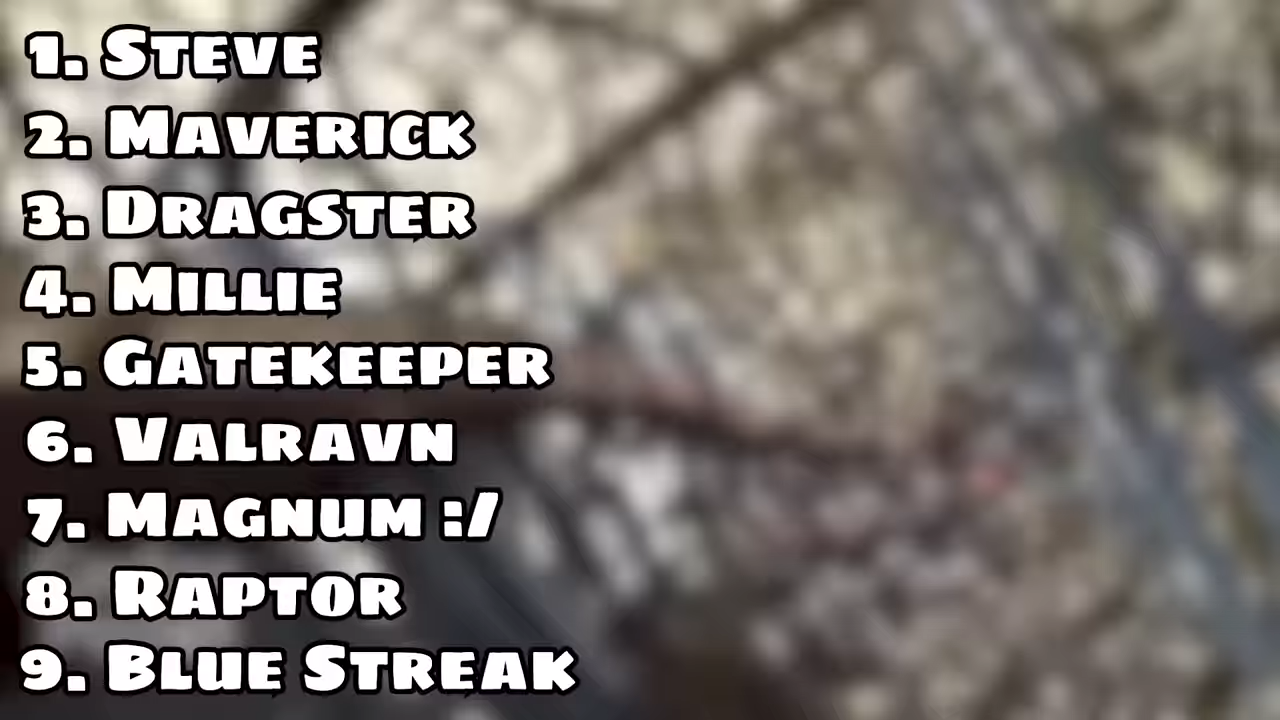 1. Steve
2. Maverick
3. Dragster
4. Millie
5. Gatekeeper
6. Valravn
7. Magnum :/
8. Raptor
9. Blue Streak